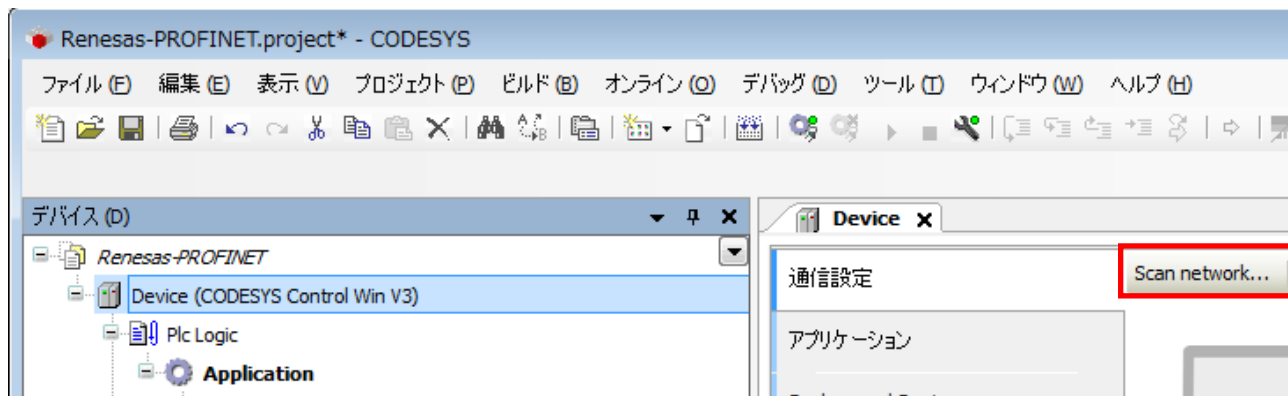 Renesas-PROFINET.project* - CODESYS
ファイル (F) 編集 (E) 表示 (V) プロジェクト (P) ビルド (B) オンライン (O) デバッグ (D) ツール (T) ウィンドウ (W) ヘルプ (H)
デバイス (D)
Device
Renesas-PROFINET
通信設定
Scan network...
Device (CODESYS Control Win V3)
Plc Logic
アプリケーション
Application